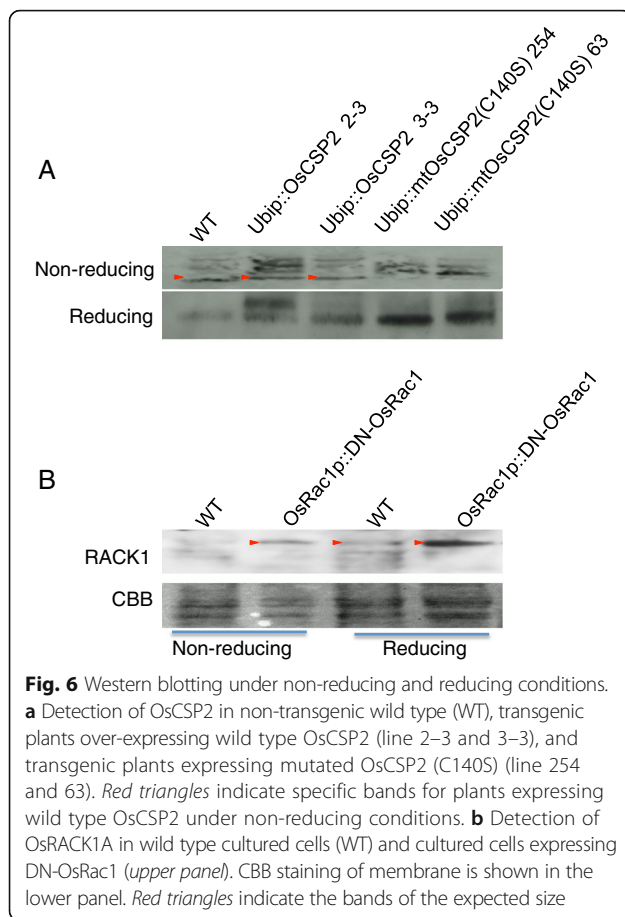 A
WT
Ubip::OsCSP2 2-3
Ubip::OsCSP2 3-3
Ubip::mtOsCSP2(C140S) 254
Ubip::mtOsCSP2(C140S) 63
Non-reducing
Reducing
B
WT
OsRac1p::DN-OsRac1
WT
OsRac1p::DN-OsRac1
RACK1
CBB
Non-reducing Reducing
Fig. 6 Western blotting under non-reducing and reducing conditions.
a Detection of OsCSP2 in non-transgenic wild type (WT), transgenic
plants over-expressing wild type OsCSP2 (line 2–3 and 3–3), and
transgenic plants expressing mutated OsCSP2 (C140S) (line 254
and 63). Red triangles indicate specific bands for plants expressing
wild type OsCSP2 under non-reducing conditions. b Detection of
OsRACK1A in wild type cultured cells (WT) and cultured cells expressing
DN-OsRac1 (upper panel). CBB staining of membrane is shown in the
lower panel. Red triangles indicate the bands of the expected size